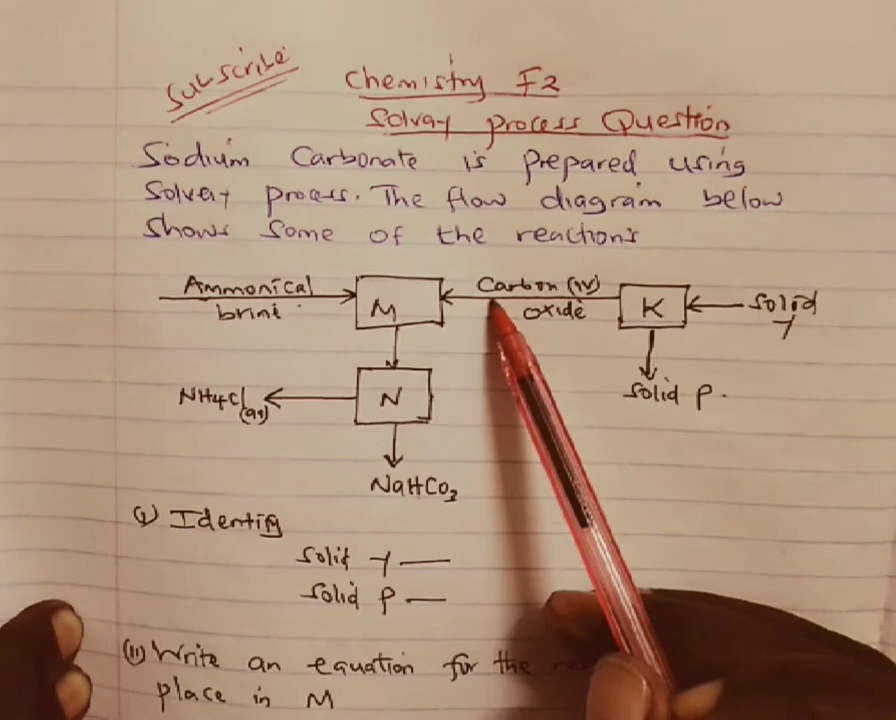 Subscribe
Chemistry F2
Solvay process Question
Sodium Carbonate is prepared using
Solvay process. The flow diagram below
Shows Some of the reactions
Ammonical
brine
M
Carbon (iv)
oxide
K
Solid
Y
Solid P.
NH4Cl(aq)
N
NaHCO3
(i) Identify
Solid Y —
Solid P —
(ii) Write an equation for the
place in M